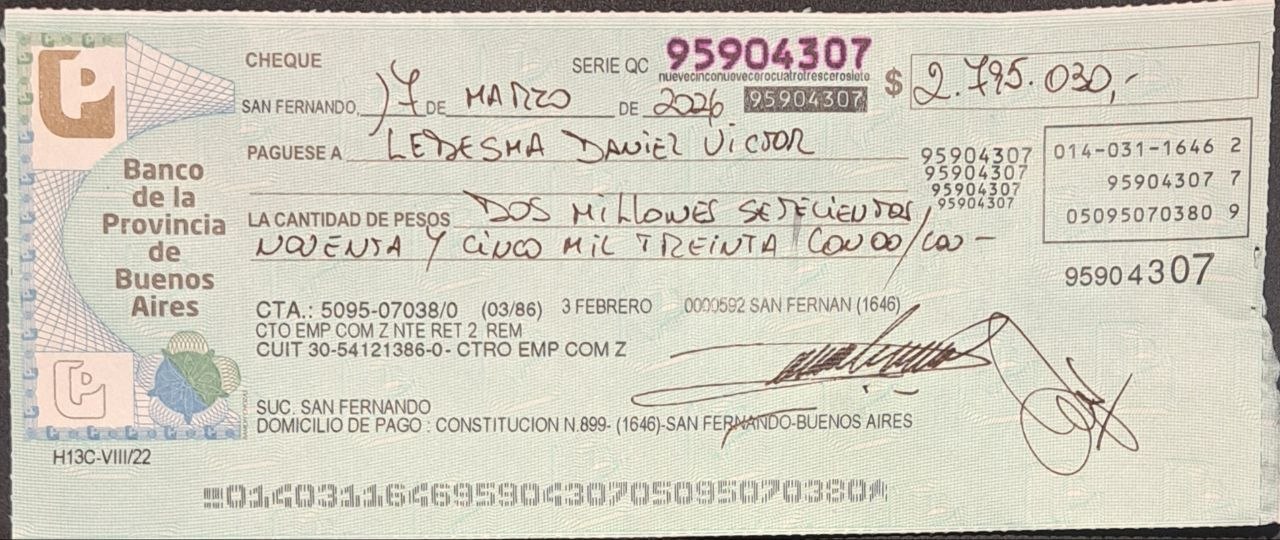 CHEQUE
SERIE QC 95904307
nuevecinconuevecerocuatrotrescerosiete
$ 2.795.030,-
SAN FERNANDO, 17 DE MARZO DE 2026 95904307
PAGUESE A LEDESMA DANIEL VICTOR
95904307
95904307
95904307
95904307
014-031-1646 2
95904307 7
05095070380 9
LA CANTIDAD DE PESOS DOS MILLONES SETECIENTOS
NOVENTA Y CINCO MIL TREINTA CON 00/100 -
95904307
Banco
de la
Provincia
de
Buenos
Aires
CTA.: 5095-07038/0 (03/86) 3 FEBRERO 0000592 SAN FERNAN (1646)
CTO EMP COM Z NTE RET 2 REM
CUIT 30-54121386-0- CTRO EMP COM Z
SUC. SAN FERNANDO
DOMICILIO DE PAGO : CONSTITUCION N.899- (1646)-SAN FERNANDO-BUENOS AIRES
H13C-VIII/22
01403116469590430705095070380